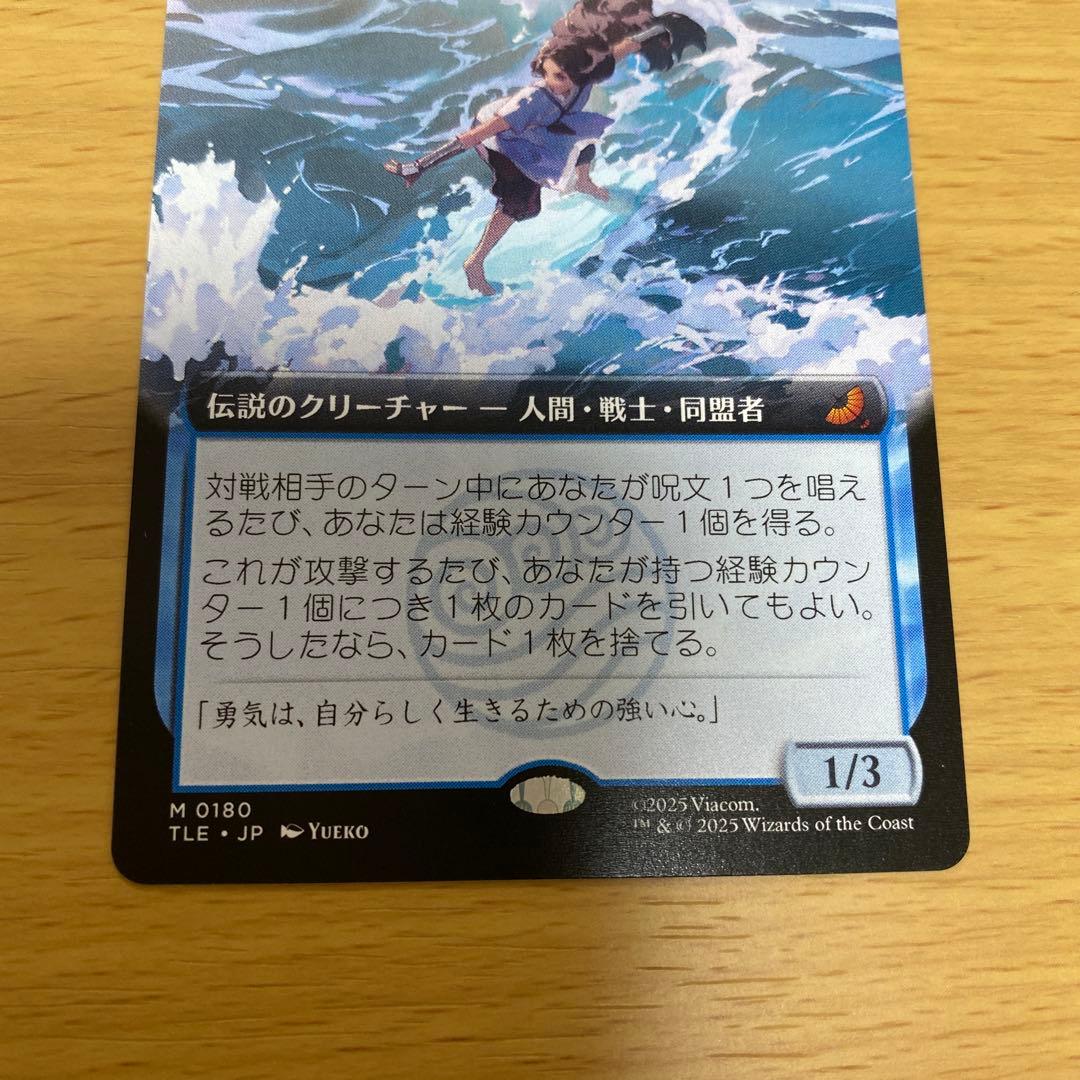 伝説のクリーチャー — 人間・戦士・同盟者
対戦相手のターン中にあなたが呪文1つを唱え
るたび、あなたは経験カウンター1個を得る。
これが攻撃するたび、あなたが持つ経験カウン
ター1個につき1枚のカードを引いてもよい。
そうしたなら、カード1枚を捨てる。
「勇気は、自分らしく生きるための強い心。」
1/3
M 0180
TLE • JP YUEKO
©2025 Viacom.
™ & © 2025 Wizards of the Coast